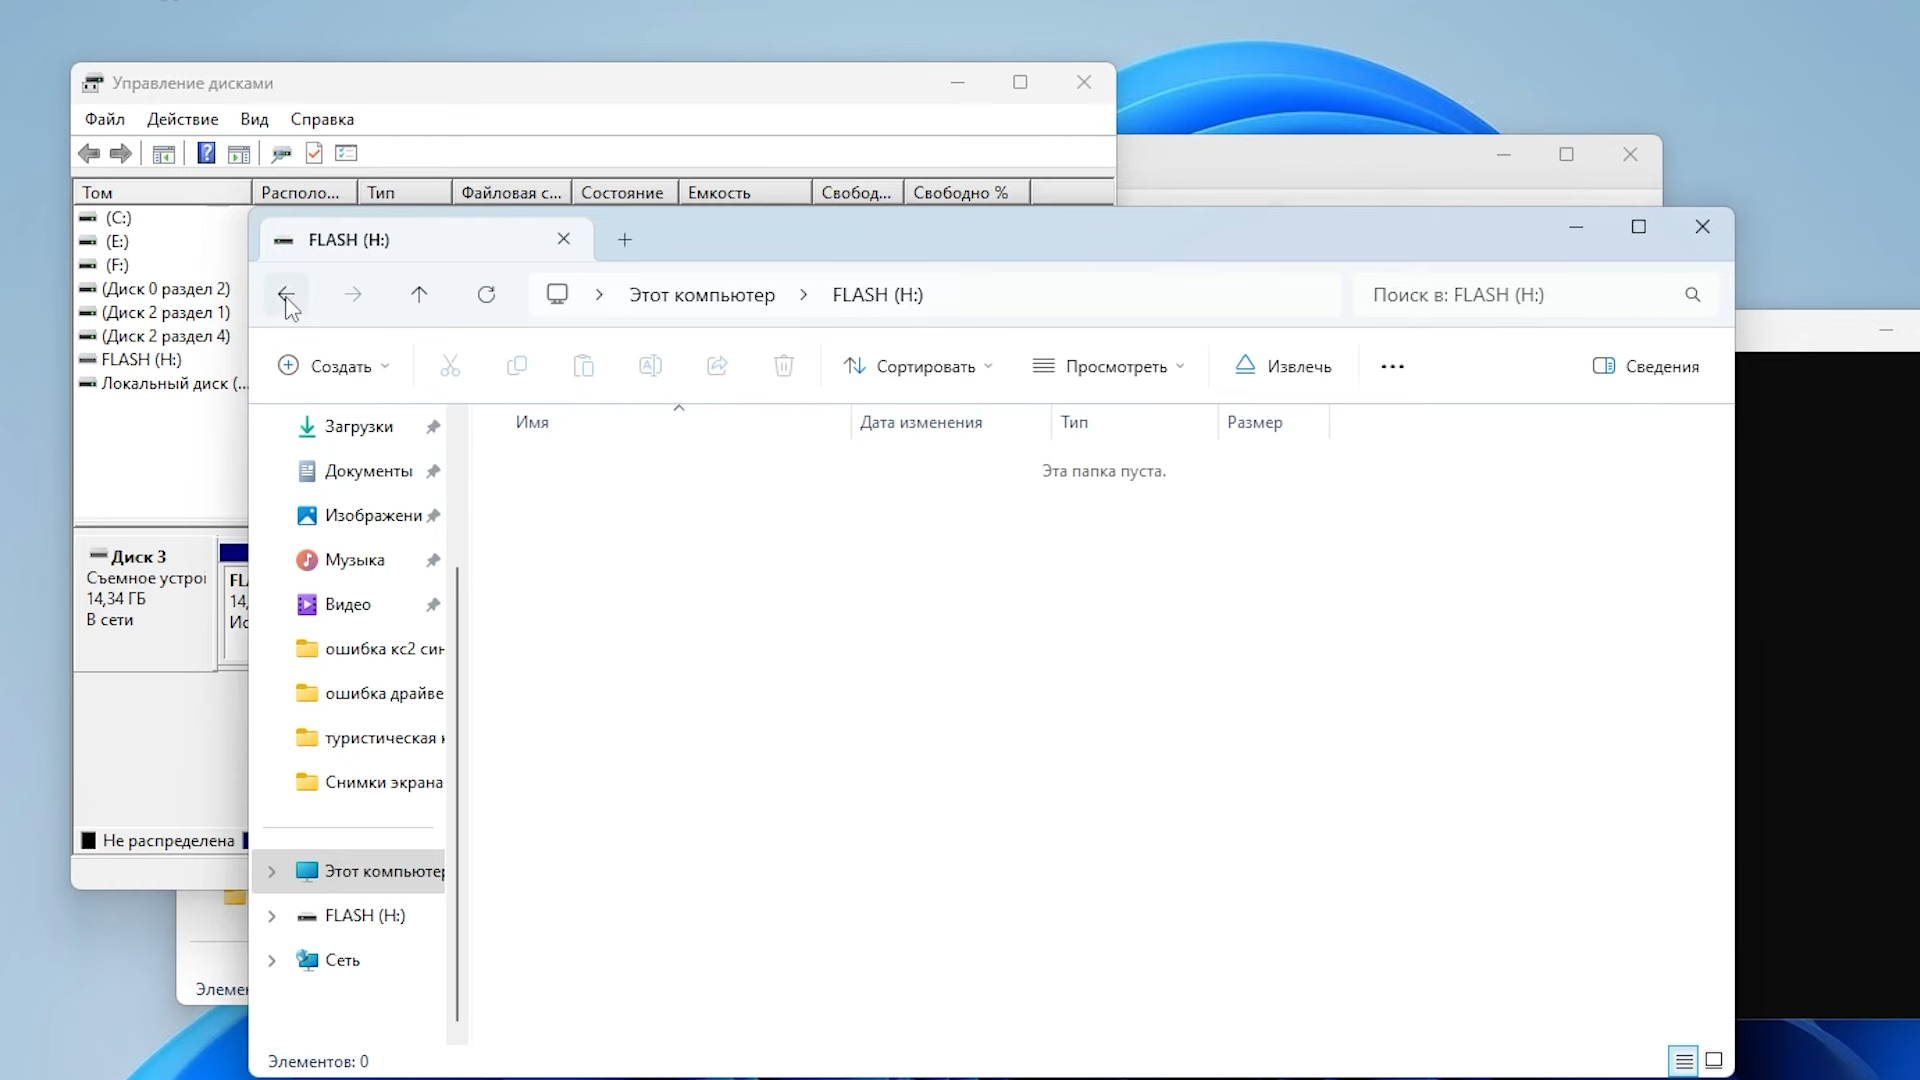 Управление дисками
Файл Действие Вид Справка
Том Располо... Тип Файловая с... Состояние Емкость Свобод... Свободно %
(C:)
(E:)
(F:)
(Диск 0 раздел 2)
(Диск 2 раздел 1)
(Диск 2 раздел 4)
FLASH (H:)
Локальный диск (...
Диск 3
Съемное устро
14,34 ГБ
В сети
FL
14,
Ис
Не распределена
Элемен
FLASH (H:)
Этот компьютер FLASH (H:)
Поиск в: FLASH (H:)
Создать Сортировать Просмотреть Извлечь Сведения
Имя Дата изменения Тип Размер
Эта папка пуста.
Загрузки
Документы
Изображени
Музыка
Видео
ошибка кс2 син
ошибка драйве
туристическая к
Снимки экрана
Этот компьютер
FLASH (H:)
Сеть
Элементов: 0